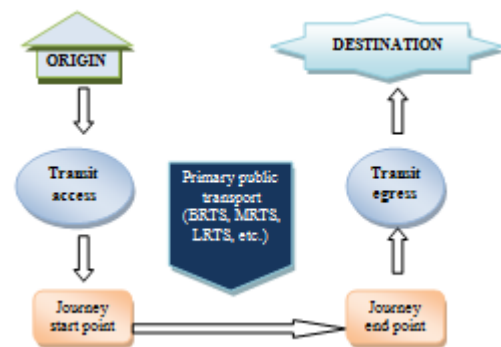 ORIGIN
DESTINATION
Transit
access
Primary public
transport
(BRTS, MRTS,
LRTS, etc.)
Transit
egress
Journey
start point
Journey
end point